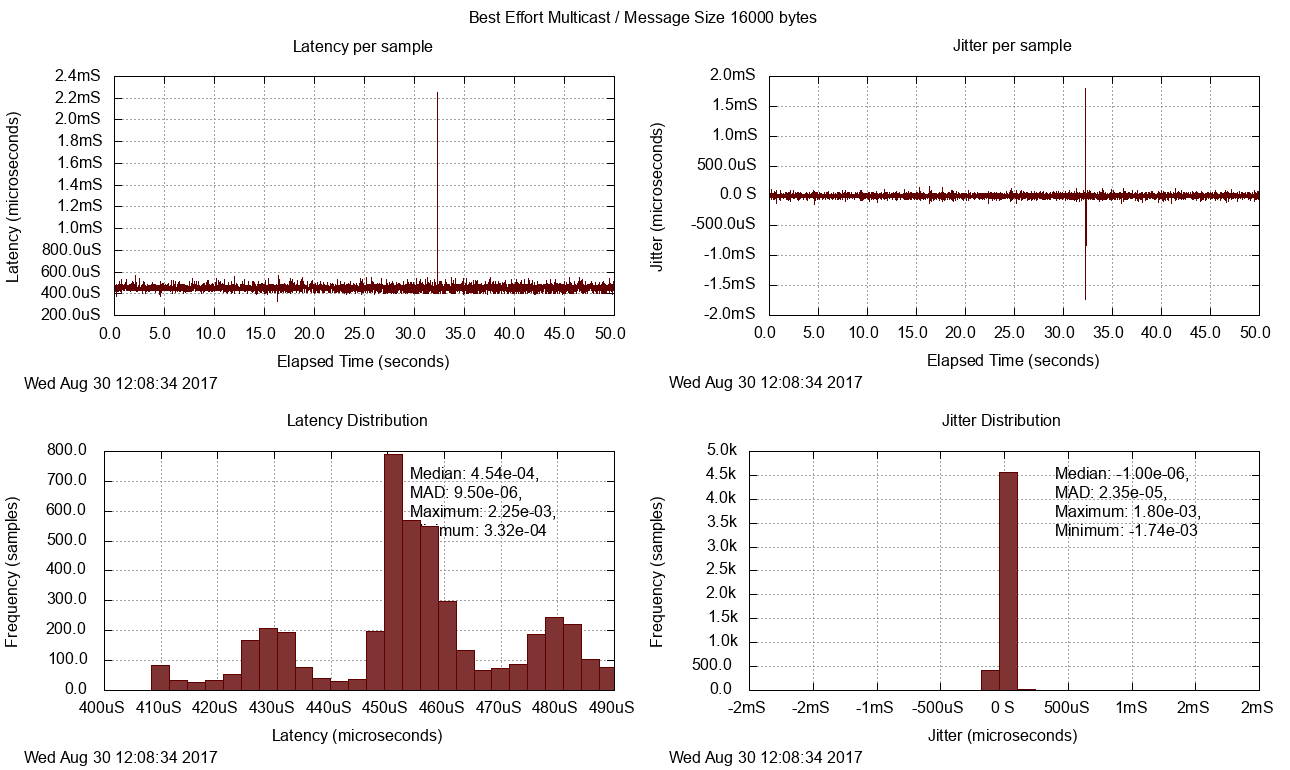 Best Effort Multicast / Message Size 16000 bytes
Latency per sample
Latency (microseconds)
2.4mS
2.2mS
2.0mS
1.8mS
1.6mS
1.4mS
1.2mS
1.0mS
800.0uS
600.0uS
400.0uS
200.0uS
0.0 5.0 10.0 15.0 20.0 25.0 30.0 35.0 40.0 45.0 50.0
Elapsed Time (seconds)
Wed Aug 30 12:08:34 2017
Jitter per sample
Jitter (microseconds)
2.0mS
1.5mS
1.0mS
500.0uS
0.0 S
-500.0uS
-1.0mS
-1.5mS
-2.0mS
0.0 5.0 10.0 15.0 20.0 25.0 30.0 35.0 40.0 45.0 50.0
Elapsed Time (seconds)
Wed Aug 30 12:08:34 2017
Latency Distribution
Frequency (samples)
800.0
700.0
600.0
500.0
400.0
300.0
200.0
100.0
0.0
Median: 4.54e-04,
MAD: 9.50e-06,
Maximum: 2.25e-03,
3.32e-04
400uS 410uS 420uS 430uS 440uS 450uS 460uS 470uS 480uS 490uS
Latency (microseconds)
Wed Aug 30 12:08:34 2017
Jitter Distribution
Frequency (samples)
5.0k
4.5k
4.0k
3.5k
3.0k
2.5k
2.0k
1.5k
1.0k
500.0
0.0
Median: -1.00e-06,
MAD: 2.35e-05,
Maximum: 1.80e-03,
Minimum: -1.74e-03
-2mS -2mS -1mS -500uS 0 S 500uS 1mS 2mS 2mS
Jitter (microseconds)
Wed Aug 30 12:08:34 2017